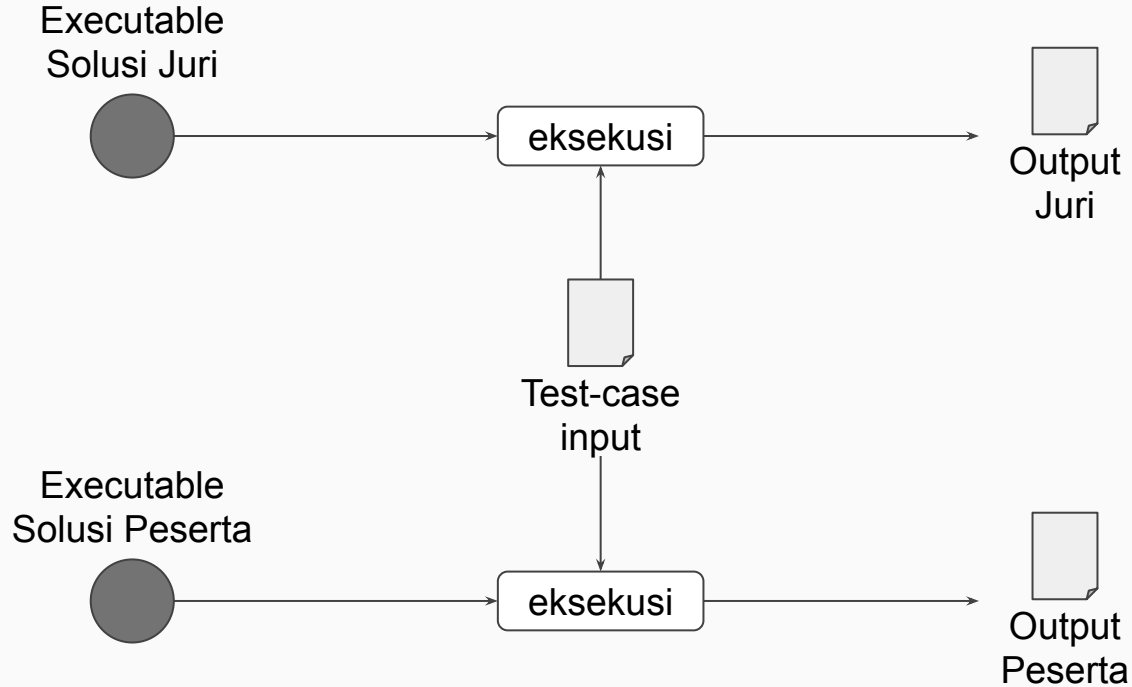 Executable
Solusi Juri
eksekusi
Output
Juri
Test-case
input
Executable
Solusi Peserta
eksekusi
Output
Peserta